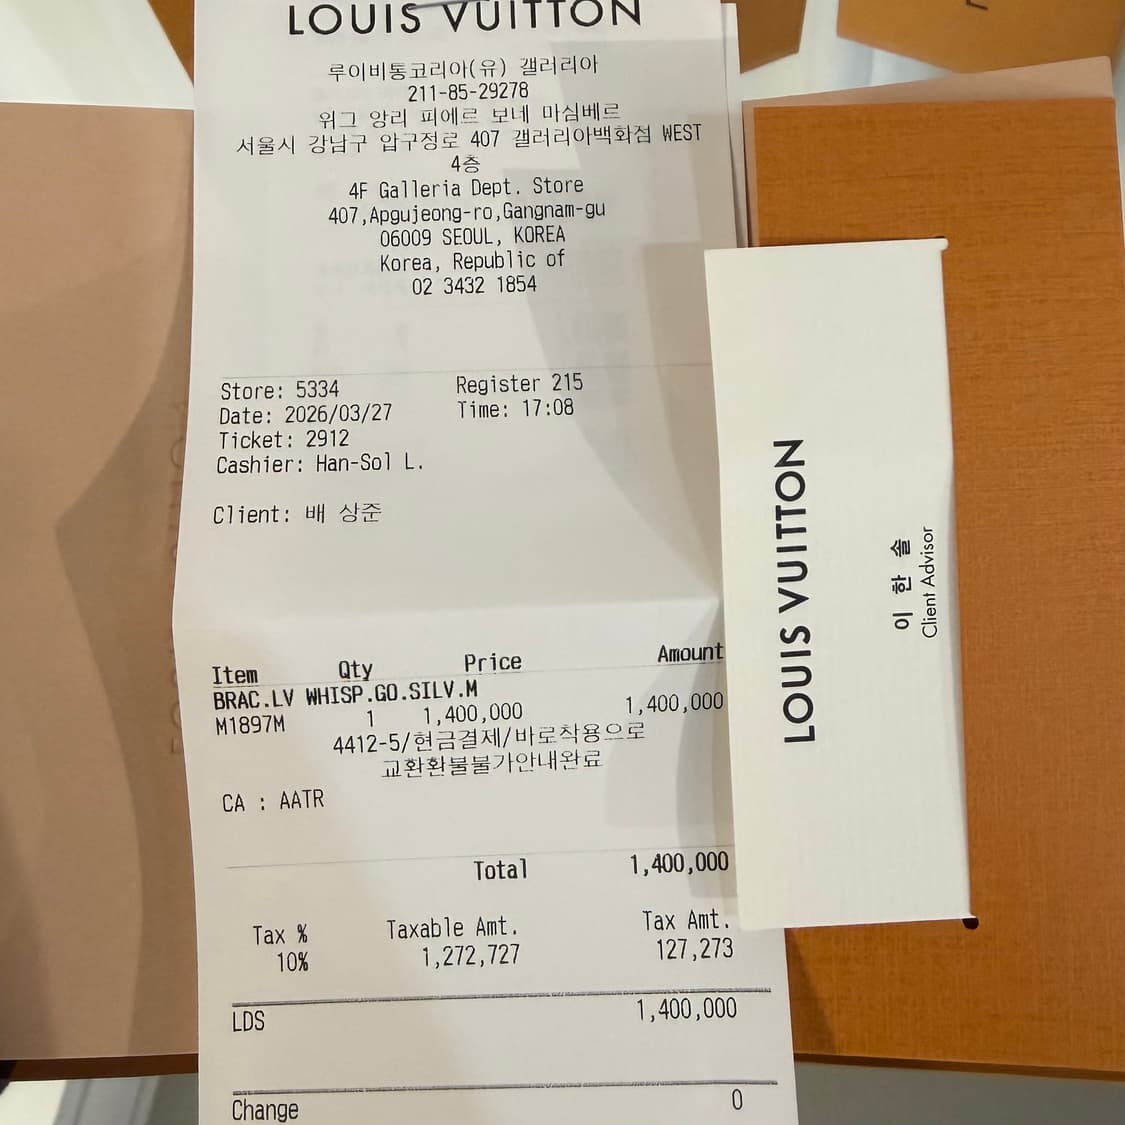 LOUIS VUITTON
루이비통코리아(유) 갤러리아
211-85-29278
위그 앙리 피에르 보네 마심베르
서울시 강남구 압구정로 407 갤러리아백화점 WEST
4층
4F Galleria Dept. Store
407,Apgujeong-ro,Gangnam-gu
06009 SEOUL, KOREA
Korea, Republic of
02 3432 1854
Store: 5334 Register 215
Date: 2026/03/27 Time: 17:08
Ticket: 2912
Cashier: Han-Sol L.
Client: 배 상준
Item Qty Price Amount
BRAC.LV WHISP.GO.SILV.M
M1897M 1 1,400,000 1,400,000
4412-5/현금결제/바로착용으로
교환환불불가안내완료
CA : AATR
Total 1,400,000
Tax % Taxable Amt. Tax Amt.
10% 1,272,727 127,273
LDS 1,400,000
Change 0
LOUIS VUITTON
이 한 솔
Client Advisor